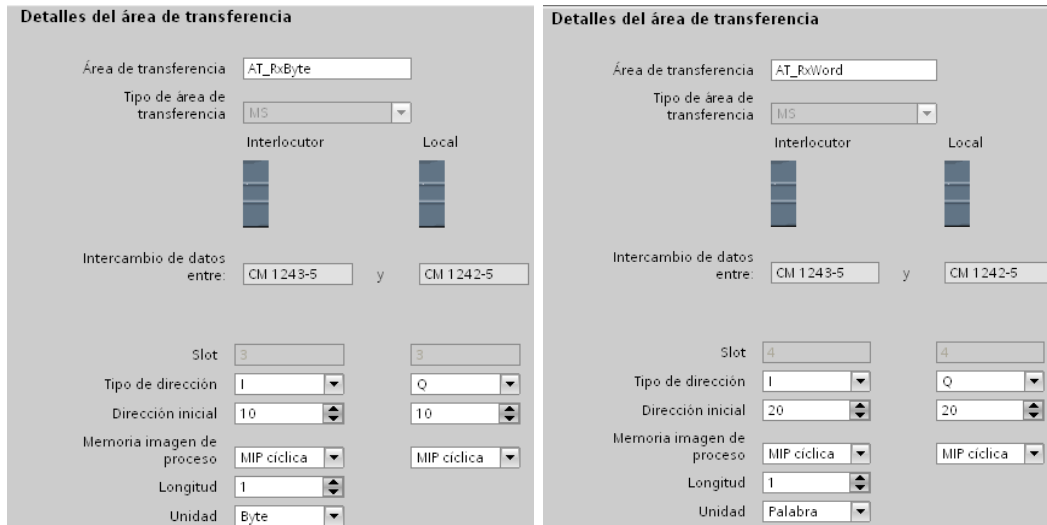 Detalles del área de transferencia
Área de transferencia AT_RxByte
Tipo de área de
transferencia MS
Interlocutor Local
Intercambio de datos
entre: CM 1243-5 y CM 1242-5
Slot 3 3
Tipo de dirección I Q
Dirección inicial 10 10
Memoria imagen de
proceso MIP cíclica MIP cíclica
Longitud 1
Unidad Byte
Detalles del área de transferencia
Área de transferencia AT_RxWord
Tipo de área de
transferencia MS
Interlocutor Local
Intercambio de datos
entre: CM 1243-5 y CM 1242-5
Slot 4 4
Tipo de dirección I Q
Dirección inicial 20 20
Memoria imagen de
proceso MIP cíclica MIP cíclica
Longitud 1
Unidad Palabra